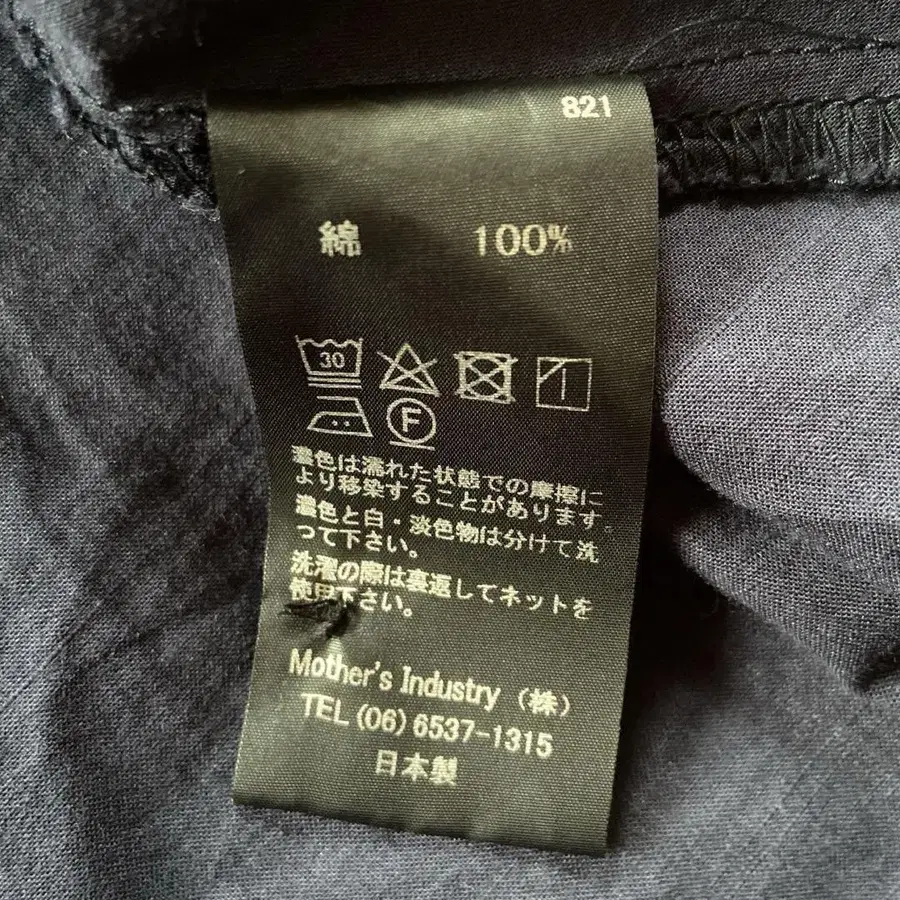 821
綿 100%
30
F
濃色は濡れた状態での摩擦に
より移染することがあります。
濃色と白・淡色物は分けて洗
って下さい。
洗濯の際は裏返してネットを
使用下さい。
Mother's Industry (株)
TEL (06) 6537-1315
日本製